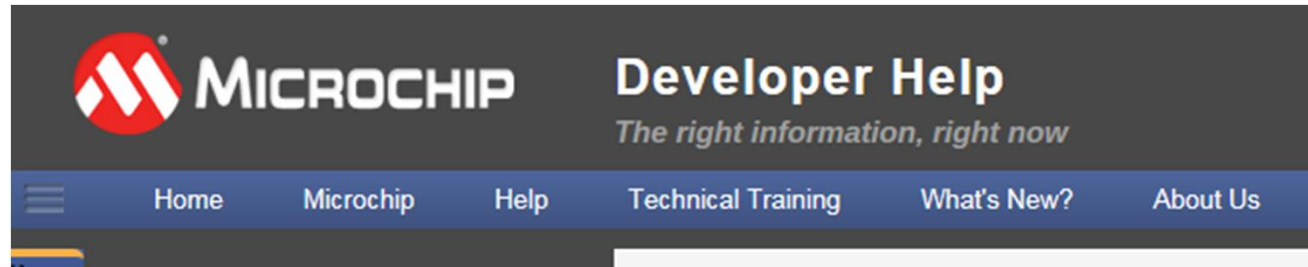 MICROCHIP
Developer Help
The right information, right now
Home Microchip Help Technical Training What's New? About Us